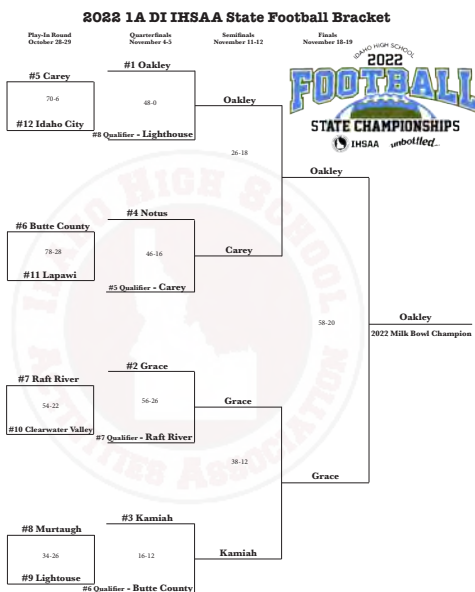 2022 1A DI IHSAA State Football Bracket
Play-In Round
October 28-29
Quarterfinals
November 4-5
Semifinals
November 11-12
Finals
November 18-19
IDAHO HIGH SCHOOL
2022
FOOTBALL
STATE CHAMPIONSHIPS
IHSAA unbottled...
#5 Carey
70-6
#12 Idaho City
#6 Butte County
78-28
#11 Lapawi
#7 Raft River
54-22
#10 Clearwater Valley
#8 Murtaugh
34-26
#9 Lightouse
#1 Oakley
48-0
#8 Qualifier - Lighthouse
#4 Notus
46-16
#5 Qualifier - Carey
#2 Grace
56-26
#7 Qualifier - Raft River
#3 Kamiah
16-12
#6 Qualifier - Butte County
Oakley
26-18
Carey
Grace
38-12
Kamiah
Oakley
58-20
Grace
Oakley
2022 Milk Bowl Champion
IDAHO HIGH SCHOOL
ACTIVITIES ASSOCIATION